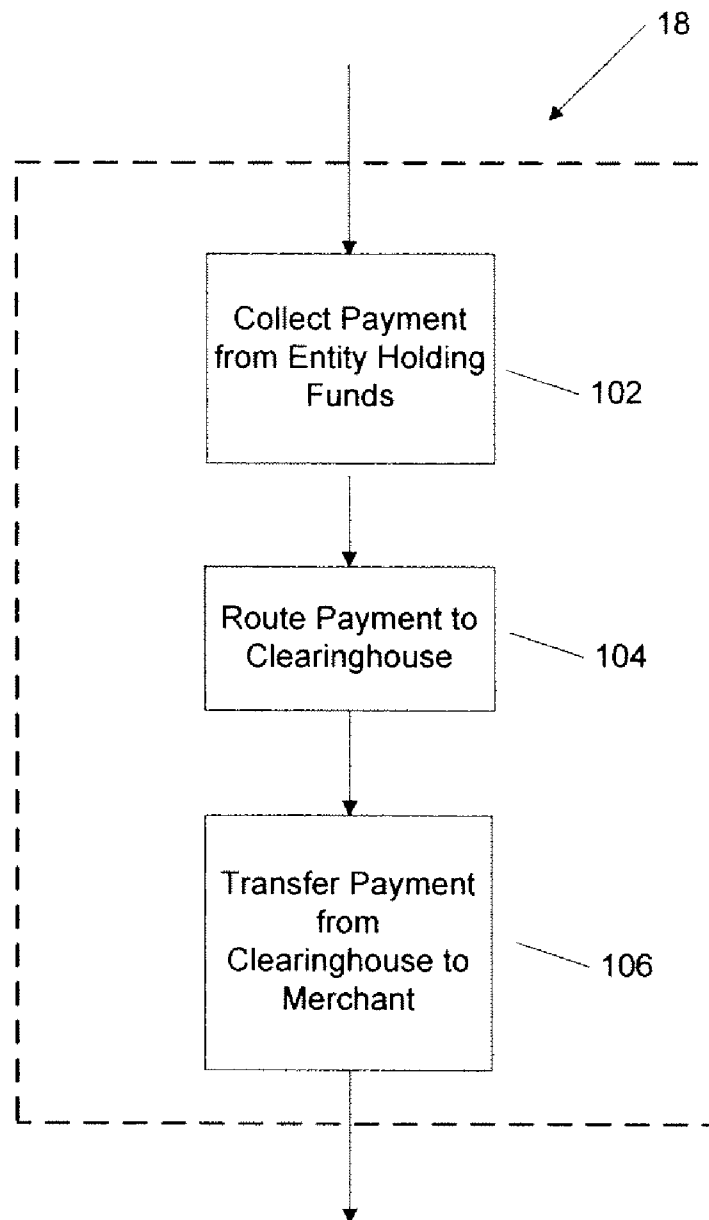 18
Collect Payment
from Entity Holding
Funds
102
Route Payment to
Clearinghouse
104
Transfer Payment
from
Clearinghouse to
Merchant
106